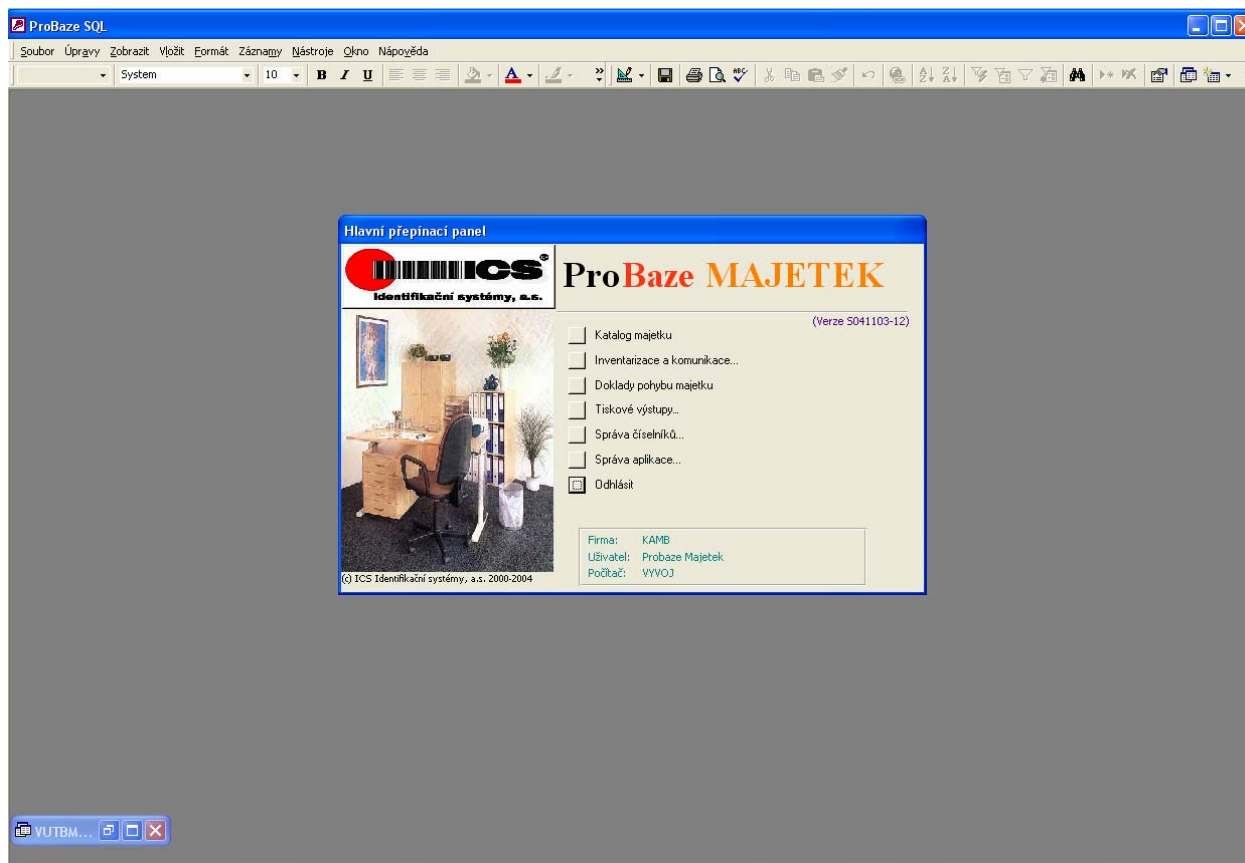 ProBaze SQL
Soubor Úpravy Zobrazit Vložit Formát Záznamy Nástroje Okno Nápověda
System 10 B I U
Hlavní přepínací panel
ICS®
Identifikační systémy, a.s.
ProBaze MAJETEK
(Verze S041103-12)
Katalog majetku
Inventarizace a komunikace...
Doklady pohybu majetku
Tiskové výstupy...
Správa číselníků...
Správa aplikace...
Odhlásit
Firma: KAMB
Uživatel: Probaze Majetek
Počítač: VYVOJ
(c) ICS Identifikační systémy, a.s. 2000-2004
VUTBM...